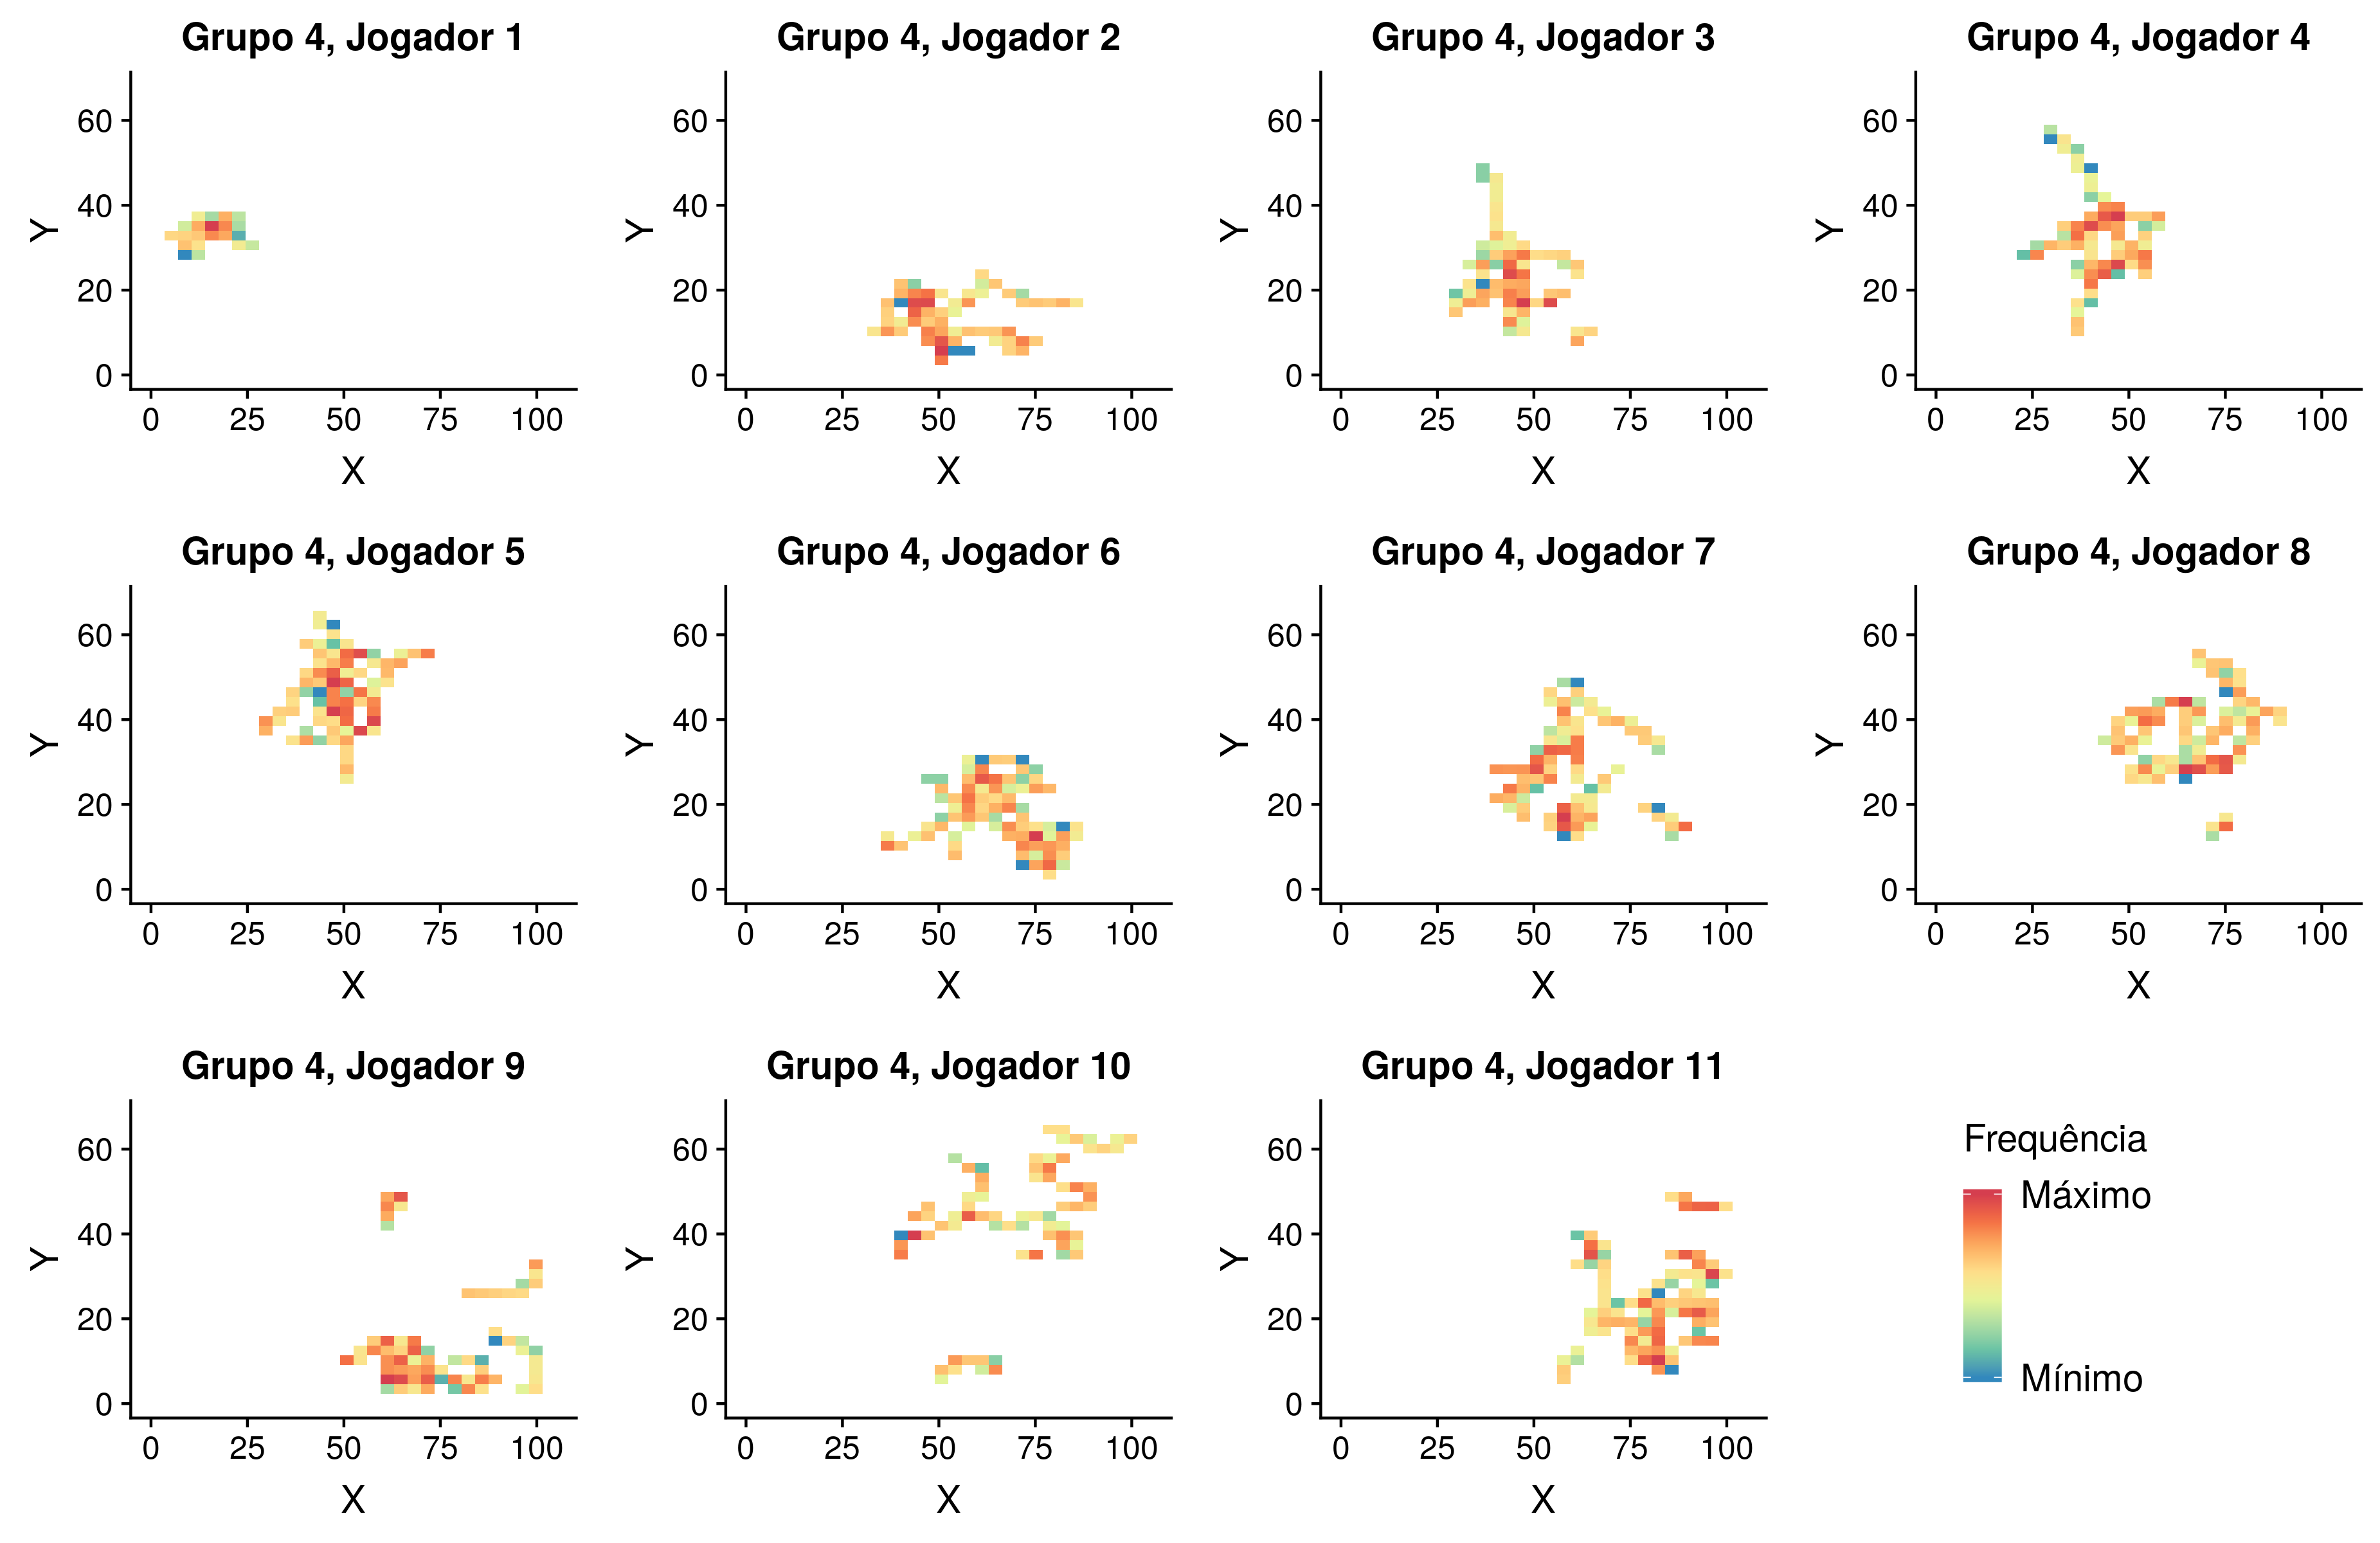 Grupo 4, Jogador 1
Grupo 4, Jogador 2
Grupo 4, Jogador 3
Grupo 4, Jogador 4
60
40
20
0
Y
0 25 50 75 100
X
60
40
20
0
Y
0 25 50 75 100
X
60
40
20
0
Y
0 25 50 75 100
X
60
40
20
0
Y
0 25 50 75 100
X
Grupo 4, Jogador 5
Grupo 4, Jogador 6
Grupo 4, Jogador 7
Grupo 4, Jogador 8
60
40
20
0
Y
0 25 50 75 100
X
60
40
20
0
Y
0 25 50 75 100
X
60
40
20
0
Y
0 25 50 75 100
X
60
40
20
0
Y
0 25 50 75 100
X
Grupo 4, Jogador 9
Grupo 4, Jogador 10
Grupo 4, Jogador 11
60
40
20
0
Y
0 25 50 75 100
X
60
40
20
0
Y
0 25 50 75 100
X
60
40
20
0
Y
0 25 50 75 100
X
Frequência
Máximo
Mínimo